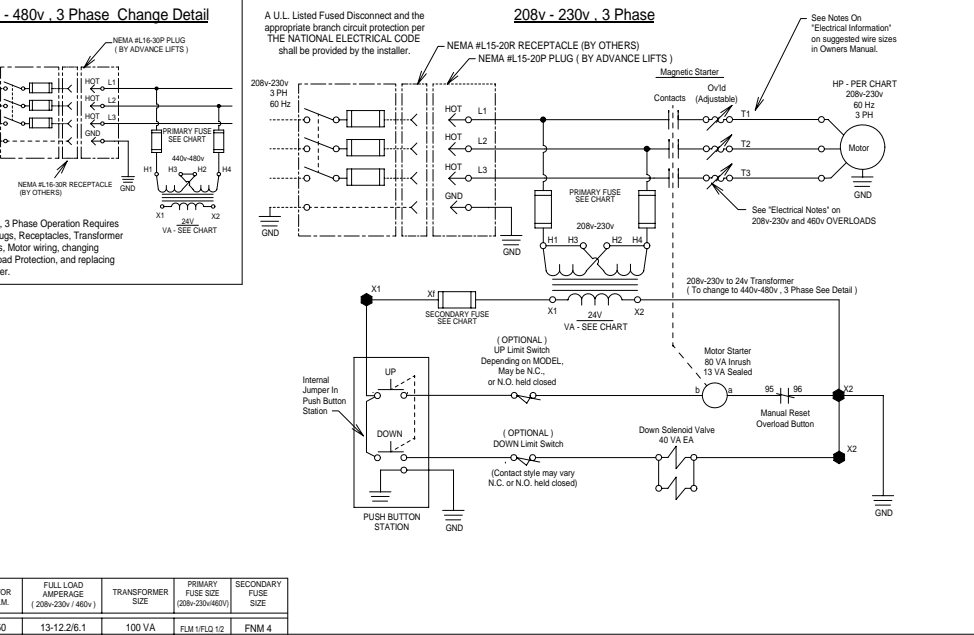 - 480v , 3 Phase Change Detail
NEMA #L16-30P PLUG
( BY ADVANCE LIFTS )
HOT L1
HOT L2
HOT L3
GND
PRIMARY FUSE
SEE CHART
440v-480v
H1 H3 H2 H4
GND
NEMA #L16-30R RECEPTACLE
(BY OTHERS)
X1 X2
24V
VA - SEE CHART
, 3 Phase Operation Requires
ugs, Receptacles, Transformer
s, Motor wiring, changing
oad Protection, and replacing
er.
A U.L. Listed Fused Disconnect and the
appropriate branch circuit protection per
THE NATIONAL ELECTRICAL CODE
shall be provided by the installer.
208v - 230v , 3 Phase
NEMA #L15-20R RECEPTACLE (BY OTHERS)
NEMA #L15-20P PLUG ( BY ADVANCE LIFTS )
See Notes On
"Electrical Information"
on suggested wire sizes
in Owners Manual.
208v-230v
3 PH
60 Hz
Magnetic Starter
Contacts
Ovld
(Adjustable)
HP - PER CHART
208v-230v
60 Hz
3 PH
HOT L1
HOT L2
HOT L3
GND
GND
GND
T1
T2
T3
Motor
GND
PRIMARY FUSE
SEE CHART
208v-230v
H1 H3 H2 H4
See "Electrical Notes" on
208v-230v and 460v OVERLOADS
208v-230v to 24v Transformer
( To change to 440v-480v , 3 Phase See Detail )
X1
Xf
SECONDARY FUSE
SEE CHART
X1 X2
24V
VA - SEE CHART
( OPTIONAL )
UP Limit Switch
Depending on MODEL,
May be N.C.,
or N.O. held closed
Motor Starter
80 VA Inrush
13 VA Sealed
Internal
Jumper In
Push Button
Station
UP
b a
95 96
X2
Manual Reset
Overload Button
DOWN
( OPTIONAL )
DOWN Limit Switch
(Contact style may vary
N.C. or N.O. held closed)
Down Solenoid Valve
40 VA EA
X2
PUSH BUTTON
STATION
GND
GND
FULL LOAD
AMPERAGE
( 208v-230v / 460v )
TRANSFORMER
SIZE
PRIMARY
FUSE SIZE
(208v-230v/460V)
SECONDARY
FUSE
SIZE
13-12.2/6.1 100 VA FLM 1/FLQ 1/2 FNM 4